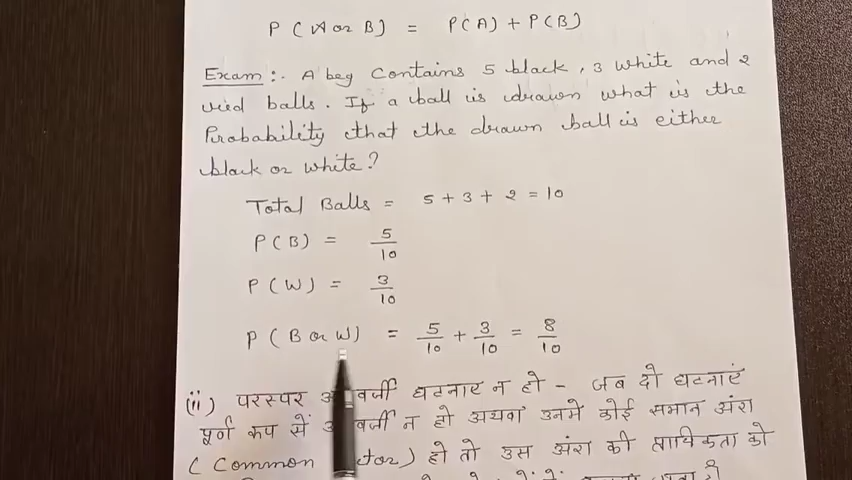 P (A or B) = P(A) + P(B)
Exam :- A beg contains 5 black, 3 white and 2
red balls. If a ball is drawn what is the
Probability that the drawn ball is either
black or white?
Total Balls = 5 + 3 + 2 = 10
P (B) = 5/10
P (W) = 3/10
P (B or W) = 5/10 + 3/10 = 8/10
(ii) परस्पर घटनाएं न हो - जब दो घटनाएं
पूर्ण रूप से न हो अथवा उनमे कोई समान अंश
(Common हो तो उस अंश की प्रायिकता को